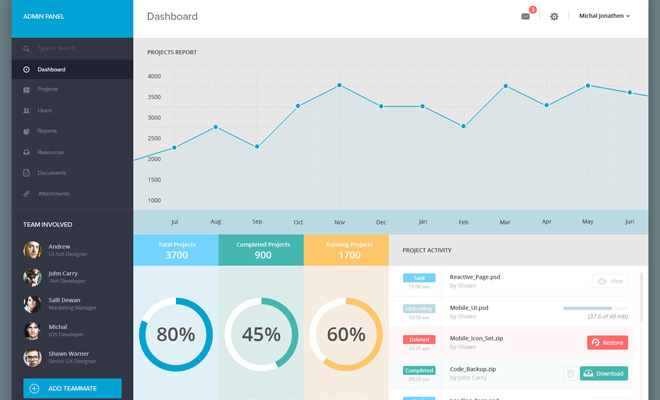 ADMIN PANEL
Dashboard
3
Michal Jonathen
Type to Search
Dashboard
Projects
Users
Reports
Resources
Documents
Attachments
TEAM INVOLVED
Andrew
UI /UX Designer
John Carry
.Net Developer
Salli Dewan
Marketing Manager
Michal
IOS Developer
Shawn Warner
Senior UX Designer
ADD TEAMMATE
PROJECTS REPORT
4000
3500
3000
2500
2000
1500
1000
Jul
Aug
Sep
Oct
Nov
Dec
Jan
Feb
Mar
Apr
May
Jun
Total Projects
3700
Completed Projects
900
Running Projects
1700
80%
45%
60%
PROJECT ACTIVITY
Task
11:00 am
Reactive_Page.psd
by Shawn
View
Uploading
10:50 am
Mobile_UI.psd
by Shawn
(37.6 of 49 mb)
Deleted
10:35 am
Mobile_icon_Set.zip
by Shawn
Restore
Completed
09:20 am
Code_Backup.zip
by John Carry
Download